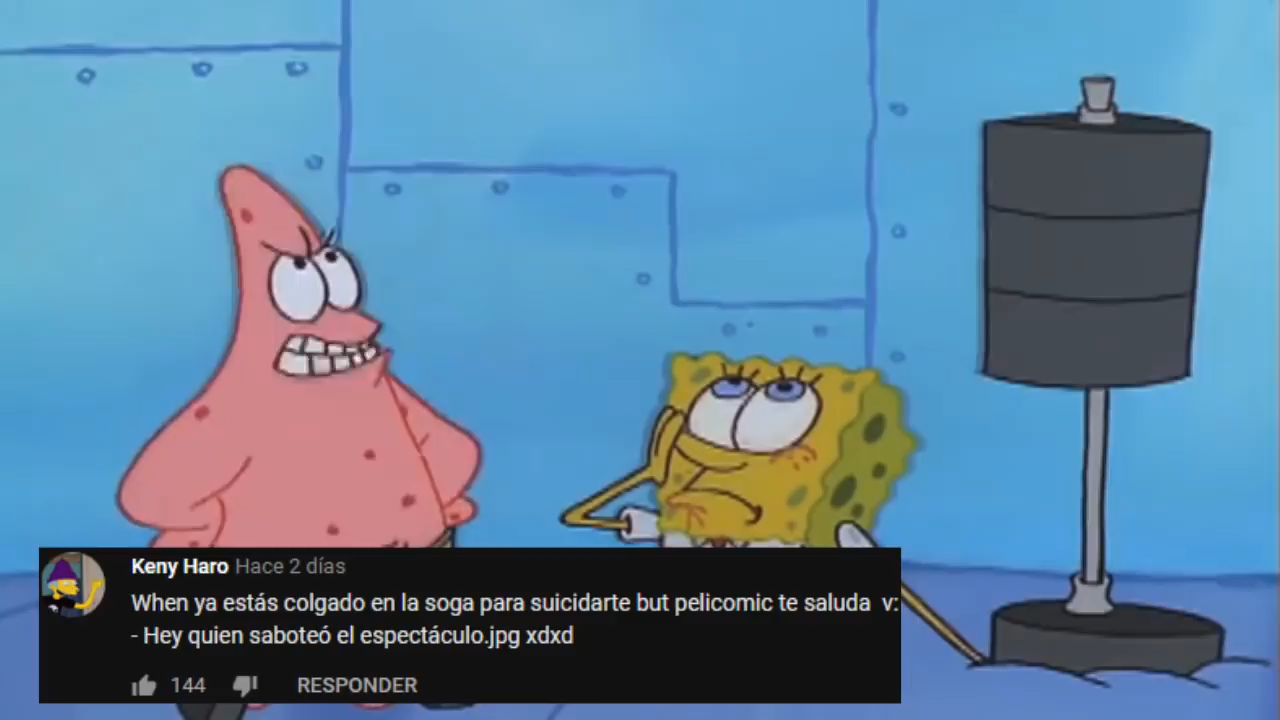 Keny Haro Hace 2 días
When ya estás colgado en la soga para suicidarte but pelicomic te saluda v:
- Hey quien saboteó el espectáculo.jpg xdxd
144 RESPONDER